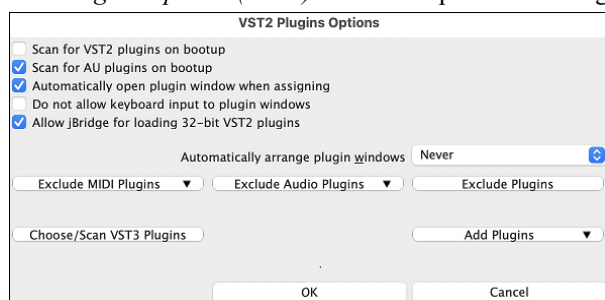 VST2 Plugins Options
Scan for VST2 plugins on bootup
Scan for AU plugins on bootup
Automatically open plugin window when assigning
Do not allow keyboard input to plugin windows
Allow jBridge for loading 32-bit VST2 plugins
Automatically arrange plugin windows Never
Exclude MIDI Plugins Exclude Audio Plugins Exclude Plugins
Choose/Scan VST3 Plugins Add Plugins
OK Cancel